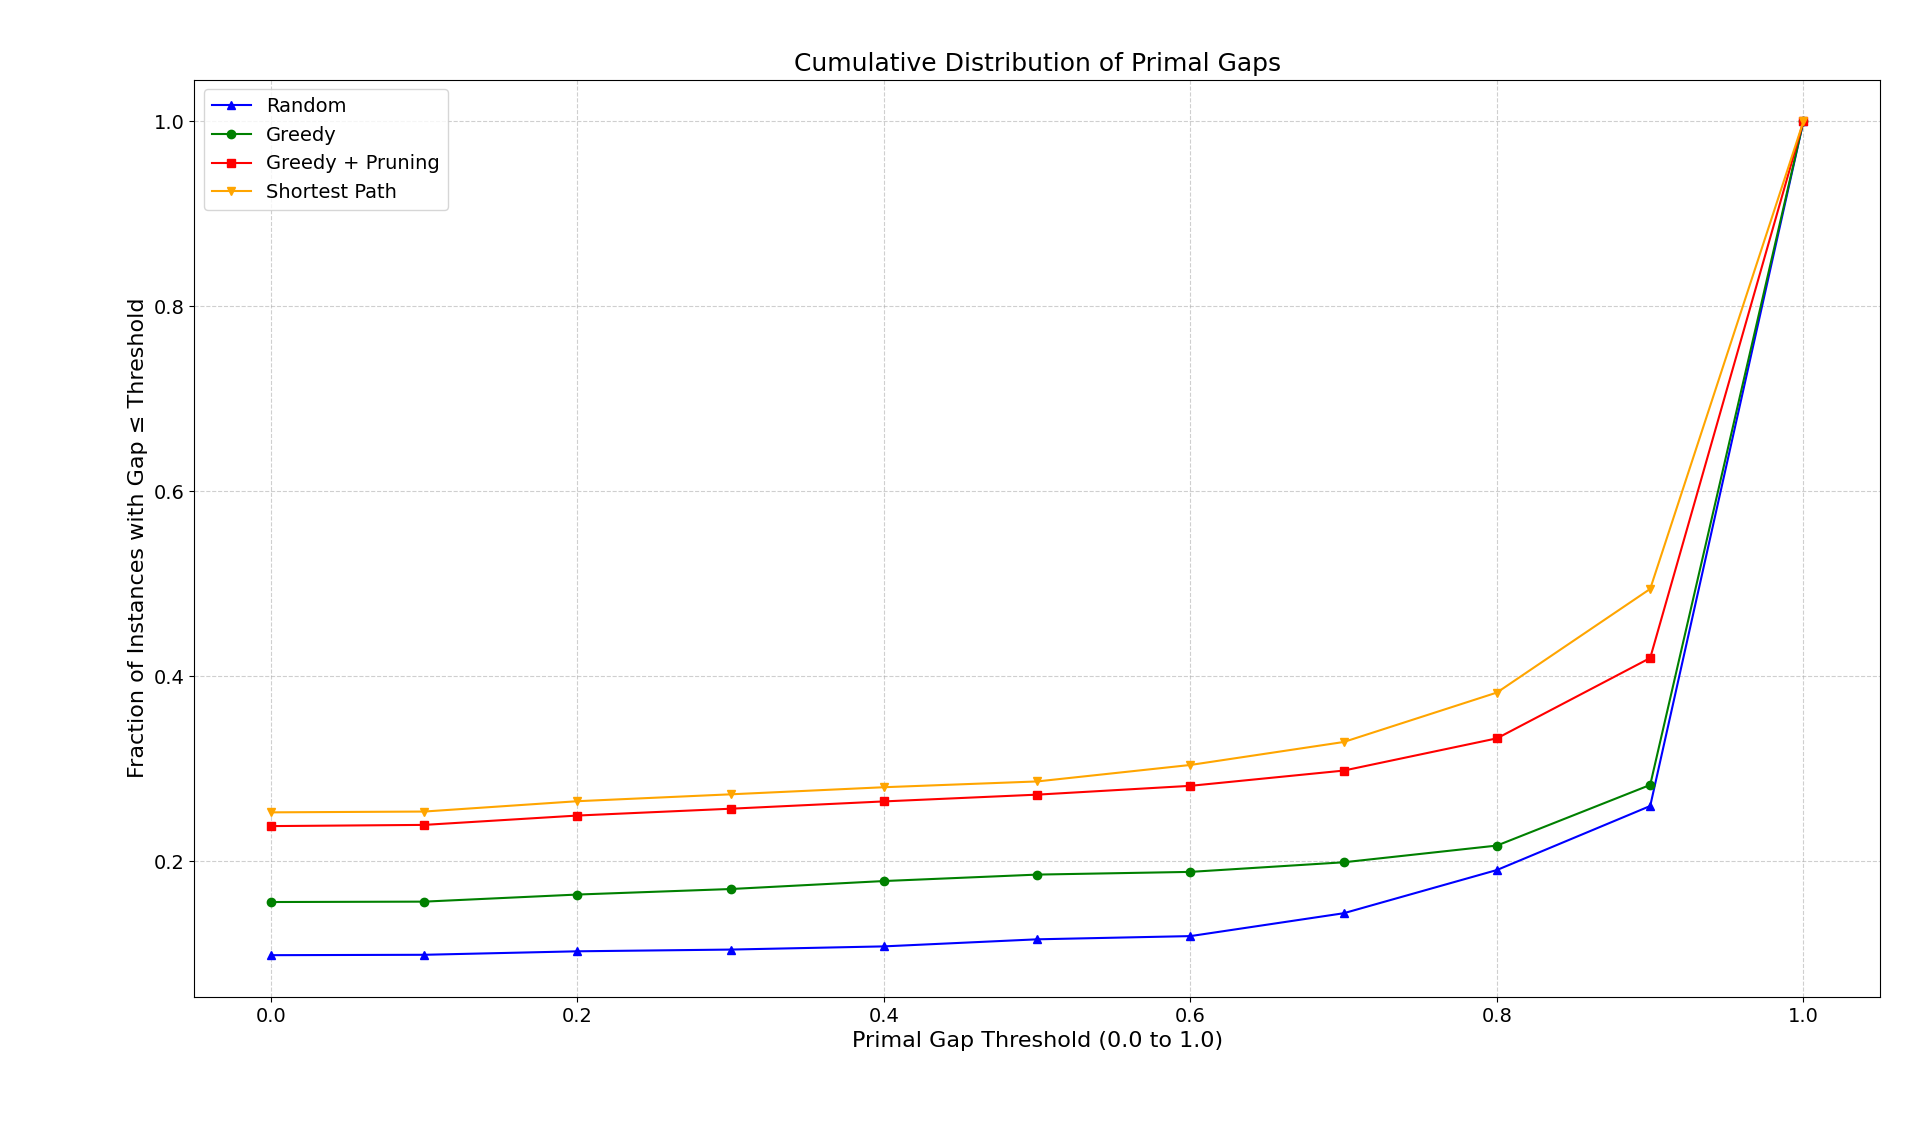 Cumulative Distribution of Primal Gaps
Random
Greedy
Greedy + Pruning
Shortest Path
Fraction of Instances with Gap ≤ Threshold
1.0
0.8
0.6
0.4
0.2
0.0
0.2
0.4
0.6
0.8
1.0
Primal Gap Threshold (0.0 to 1.0)